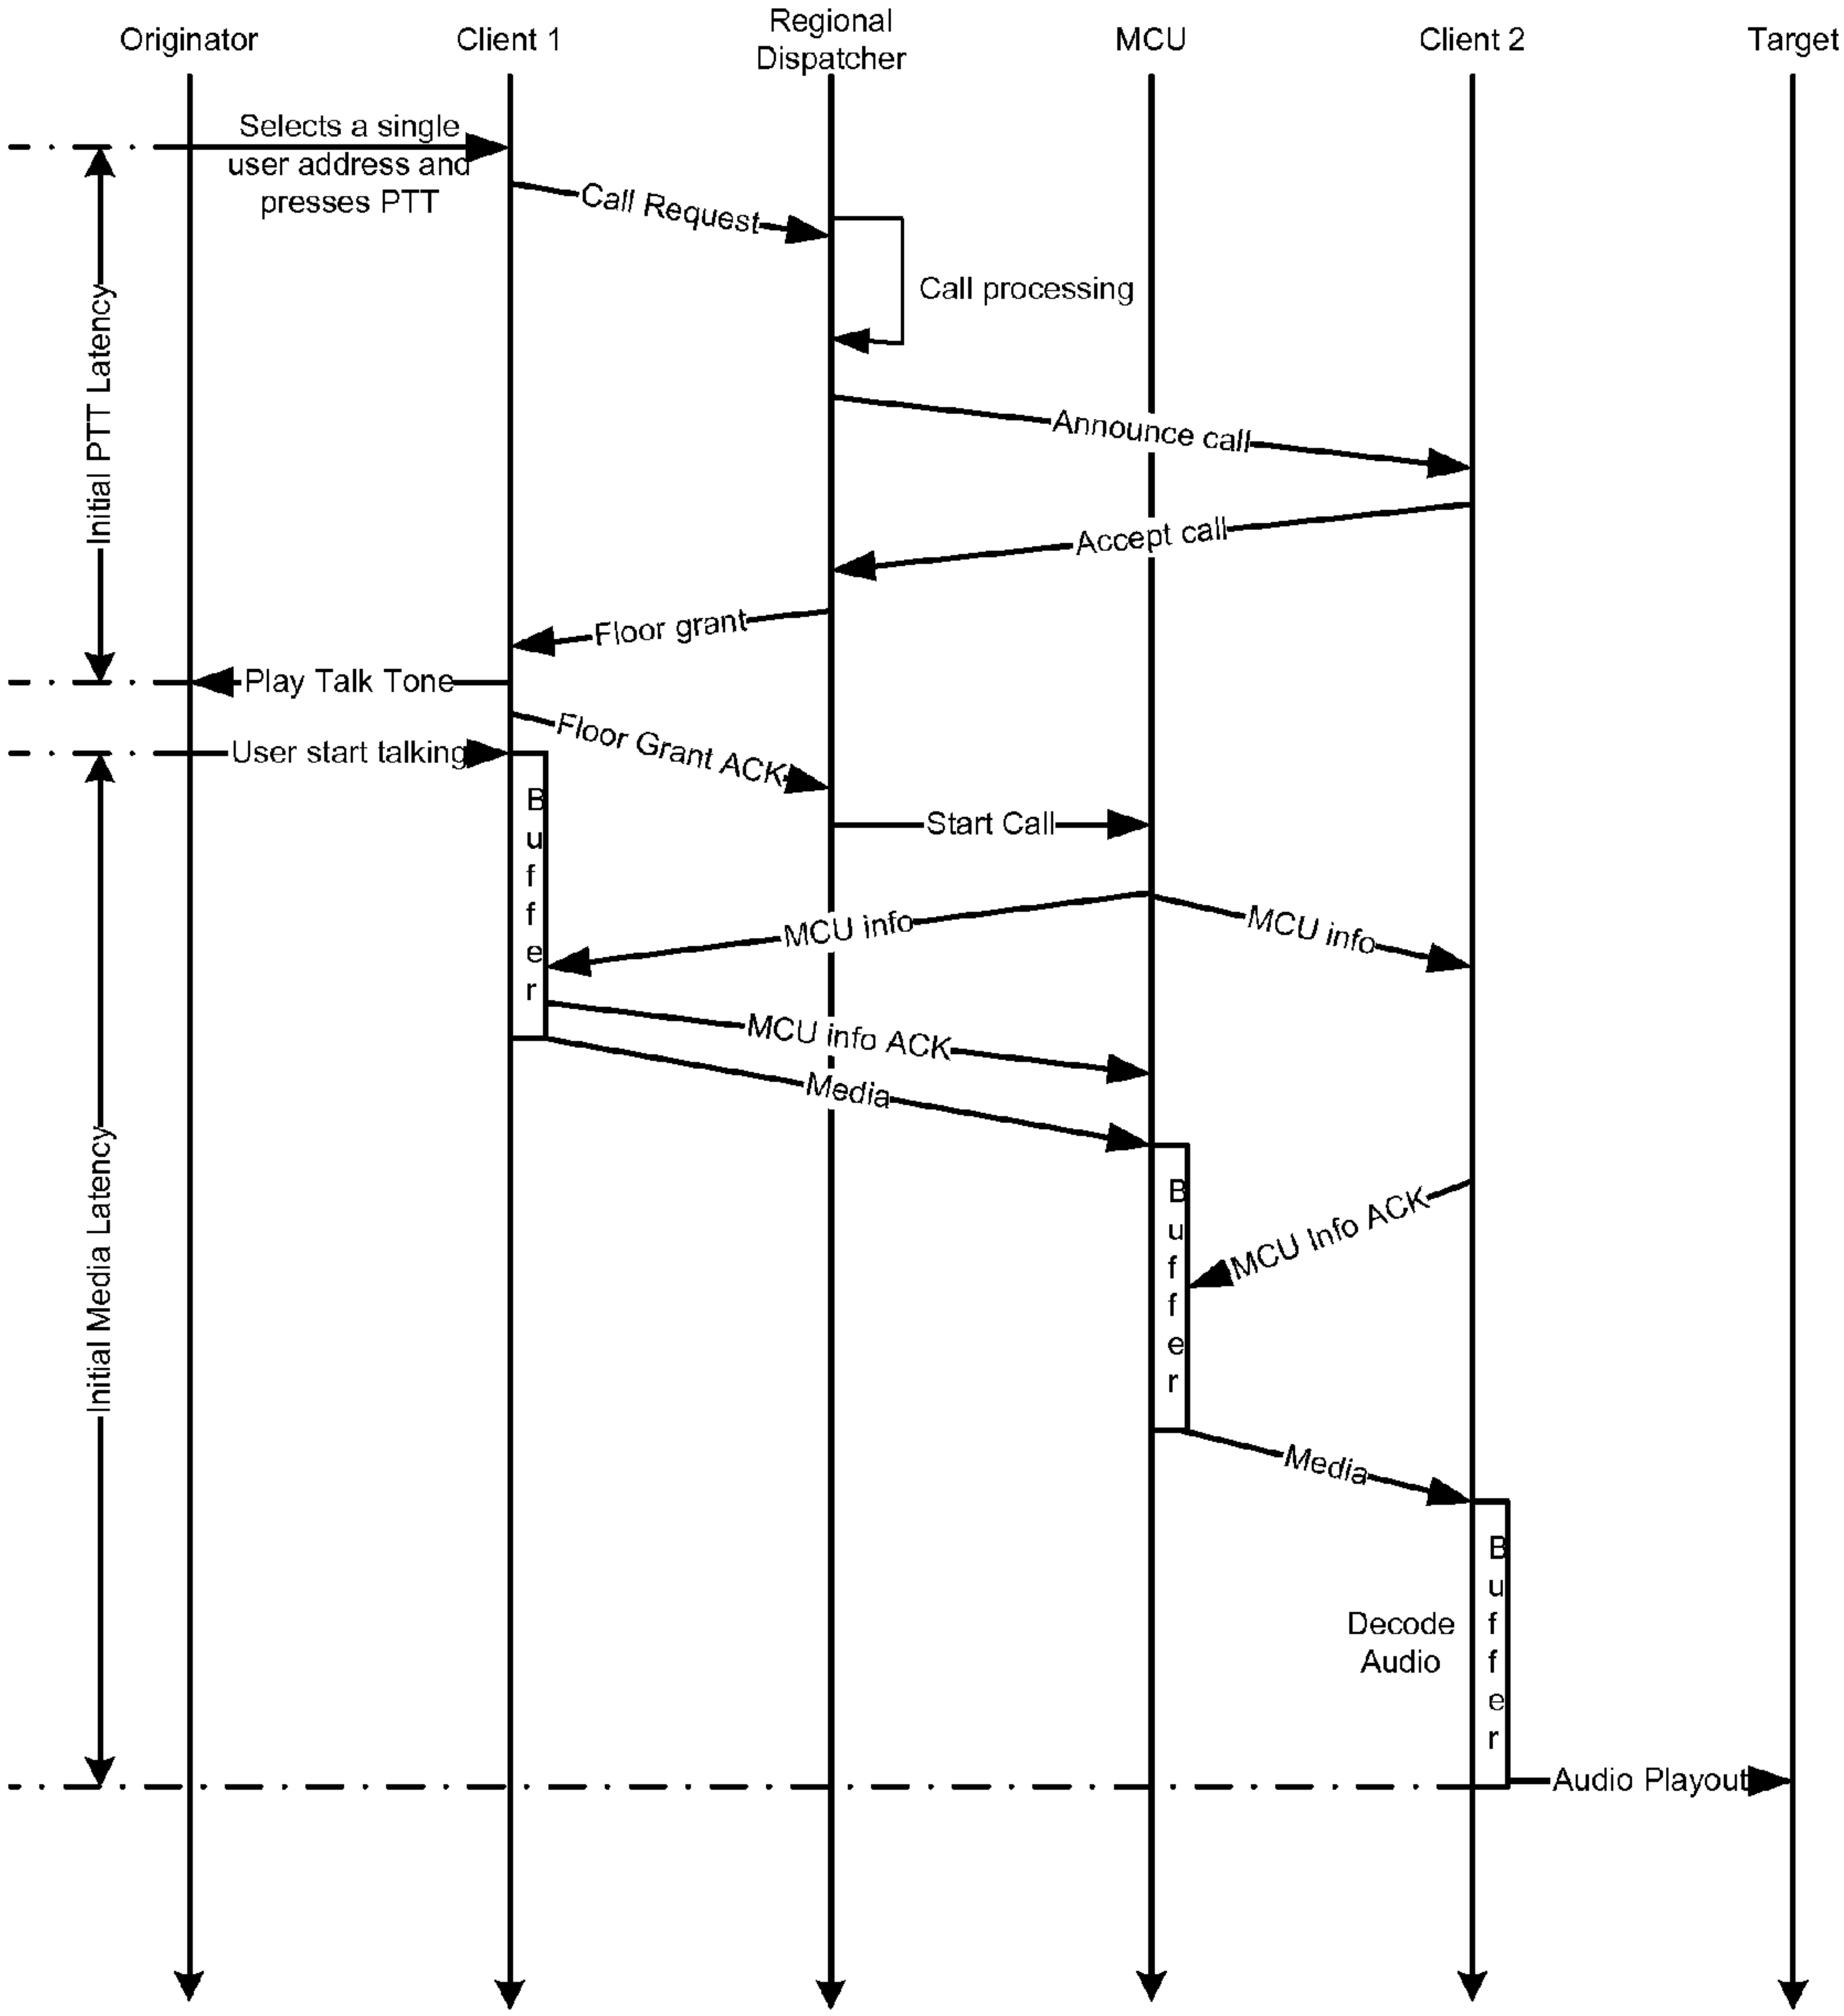 Originator
Client 1
Regional
Dispatcher
MCU
Client 2
Target
Selects a single
user address and
presses PTT
Call Request
Call processing
Initial PTT Latency
Announce call
Accept call
Floor grant
Play Talk Tone
Floor Grant ACK
User start talking
Buffer
Start Call
MCU info
MCU info
MCU info ACK
Media
Initial Media Latency
Buffer
MCU Info ACK
Media
Buffer
Decode
Audio
Audio Playout